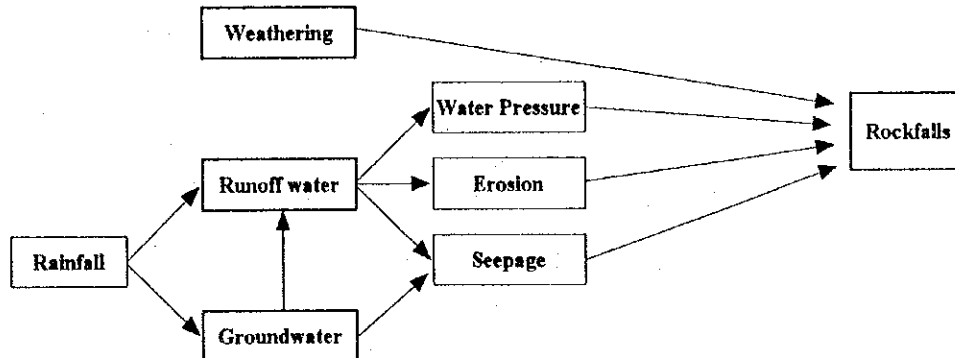 Weathering
Water Pressure
Rockfalls
Runoff water
Erosion
Rainfall
Seepage
Groundwater